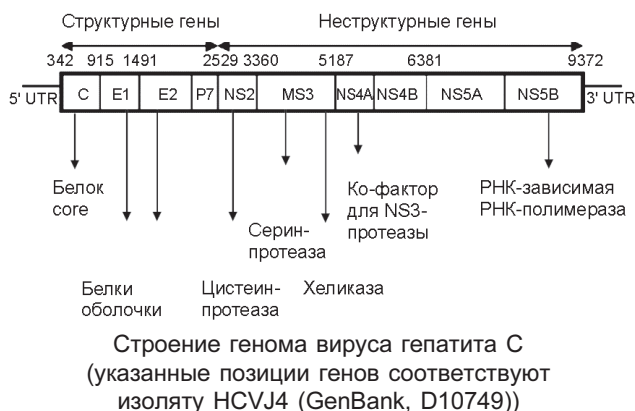 Структурные гены Неструктурные гены
342 915 1491 2529 3360 5187 6381 9372
5' UTR C E1 E2 P7 NS2 MS3 NS4A NS4B NS5A NS5B 3' UTR
Белок
core
Ко-фактор
для NS3-
протеазы
РНК-зависимая
РНК-полимераза
Серин-
протеаза
Белки
оболочки
Цистеин-
протеаза
Хеликаза
Строение генома вируса гепатита С
(указанные позиции генов соответствуют
изоляту HCVJ4 (GenBank, D10749))